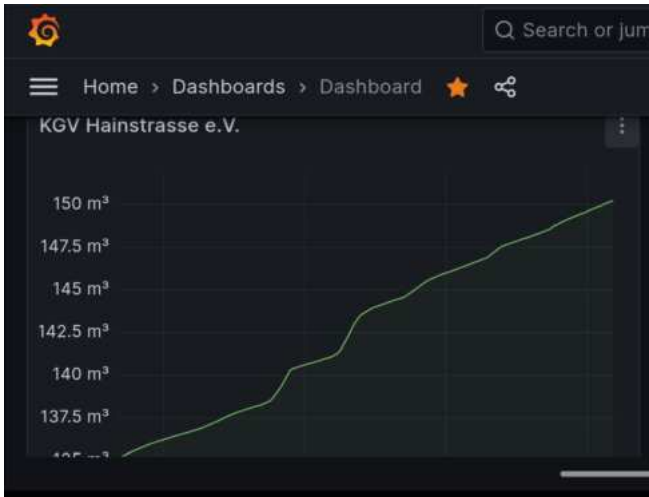 Search or jum
Home > Dashboards > Dashboard
KGV Hainstrasse e.V.
150 m³
147.5 m³
145 m³
142.5 m³
140 m³
137.5 m³